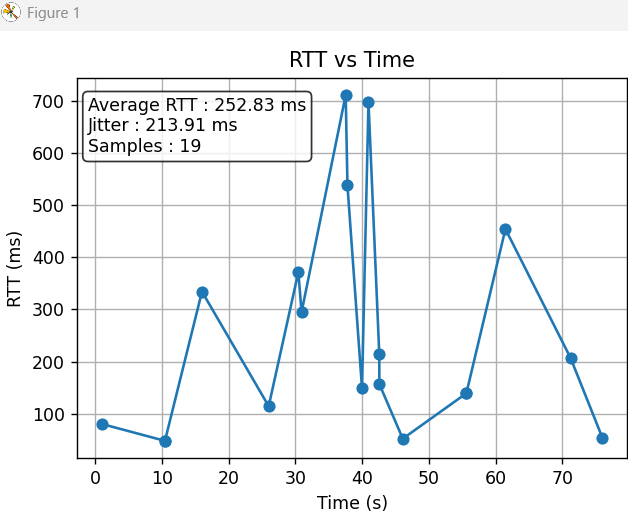 Figure 1
RTT vs Time
Average RTT : 252.83 ms
Jitter : 213.91 ms
Samples : 19
RTT (ms)
700
600
500
400
300
200
100
0 10 20 30 40 50 60 70
Time (s)